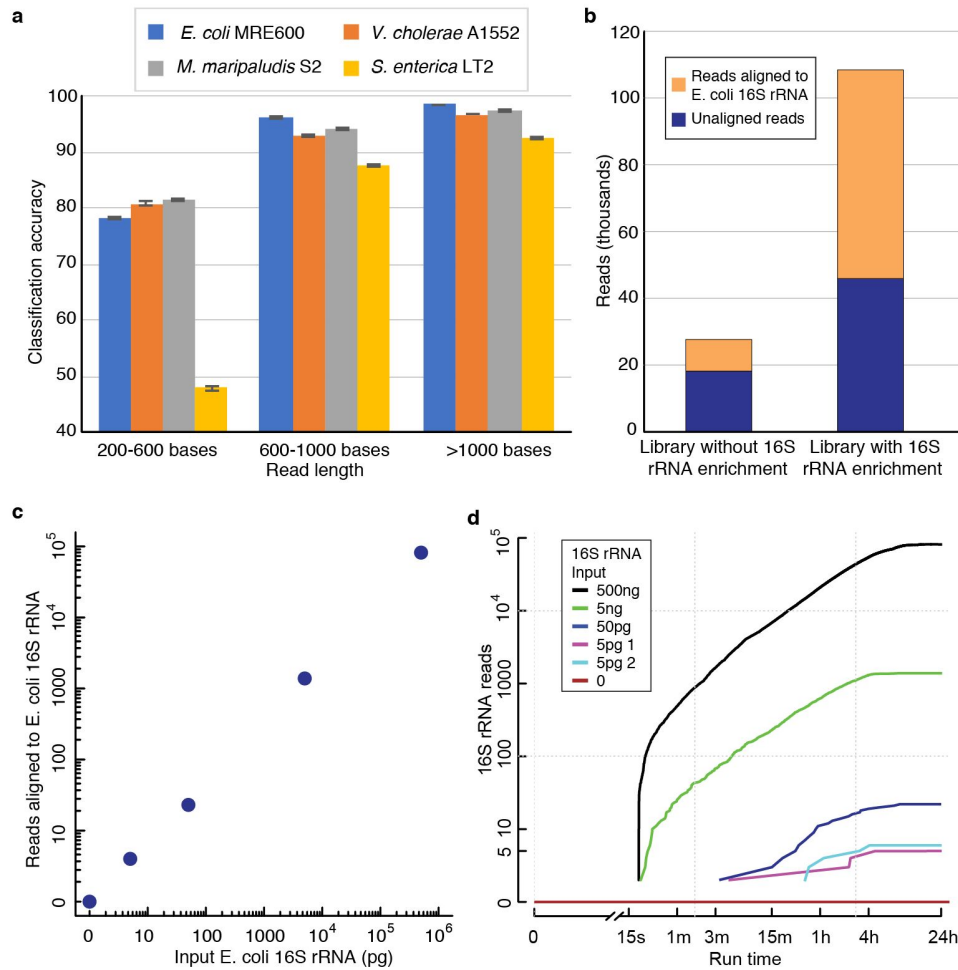 a
E. coli MRE600
V. cholerae A1552
M. maripaludis S2
S. enterica LT2
Classification accuracy
100
90
80
70
60
50
40
200-600 bases
600-1000 bases
>1000 bases
Read length
b
Reads (thousands)
120
100
80
60
40
20
0
Reads aligned to
E. coli 16S rRNA
Unaligned reads
Library without 16S
rRNA enrichment
Library with 16S
rRNA enrichment
c
Reads aligned to E. coli 16S rRNA
10^5
10^4
1000
100
10
0
0
10
100
1000
10^4
10^5
10^6
Input E. coli 16S rRNA (pg)
d
16S rRNA reads
10^5
10^4
1000
100
10
5
0
16S rRNA
Input
500ng
5ng
50pg
5pg 1
5pg 2
0
0
15s
1m
3m
15m
1h
4h
24h
Run time